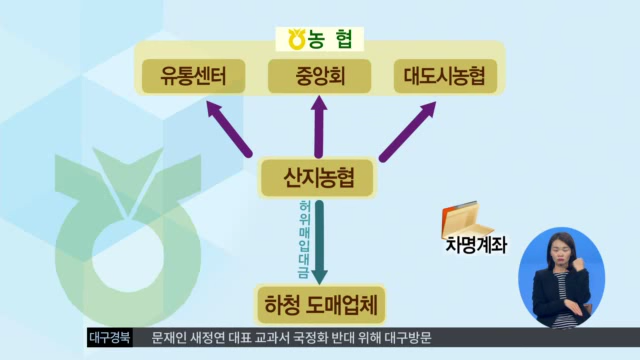 농 협
유통센터
중앙회
대도시농협
산지농협
허위매입대금
차명계좌
하청 도매업체
대구경북 문재인 새정연 대표 교과서 국정화 반대 위해 대구방문